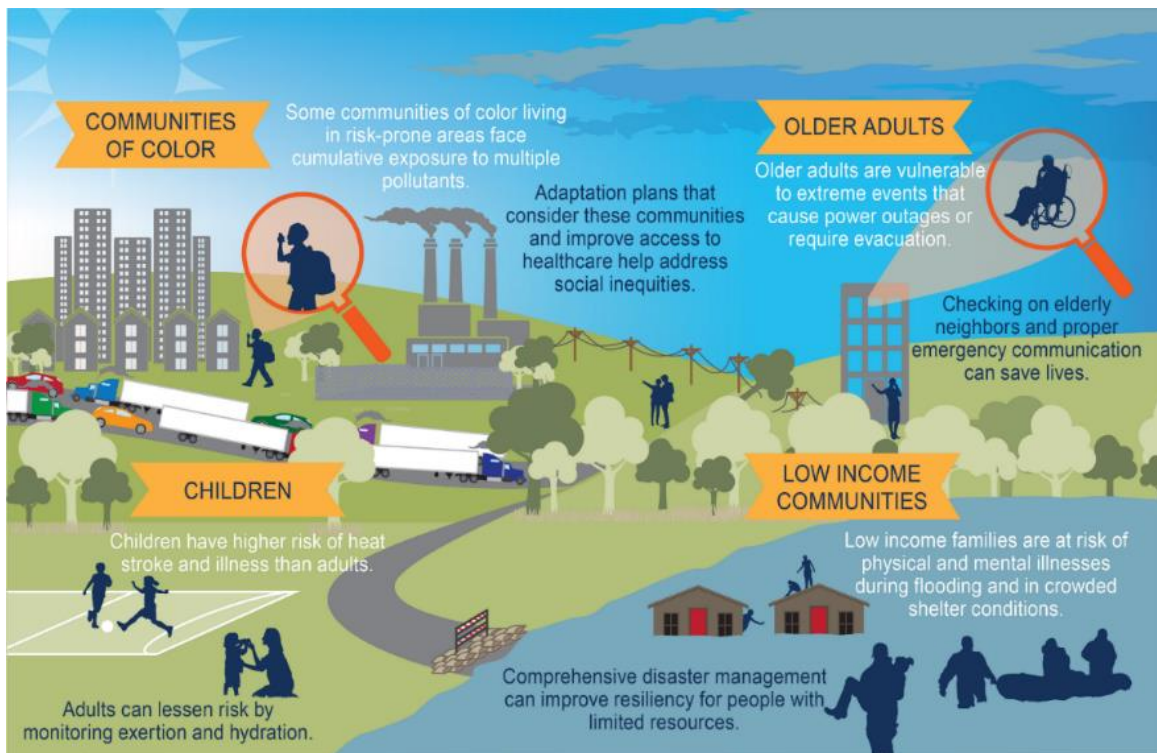 COMMUNITIES
OF COLOR
Some communities of color living
in risk-prone areas face
cumulative exposure to multiple
pollutants.
Adaptation plans that
consider these communities
and improve access to
healthcare help address
social inequities.
OLDER ADULTS
Older adults are vulnerable
to extreme events that
cause power outages or
require evacuation.
Checking on elderly
neighbors and proper
emergency communication
can save lives.
CHILDREN
Children have higher risk of heat
stroke and illness than adults.
Adults can lessen risk by
monitoring exertion and hydration.
LOW INCOME
COMMUNITIES
Low income families are at risk of
physical and mental illnesses
during flooding and in crowded
shelter conditions.
Comprehensive disaster management
can improve resiliency for people with
limited resources.